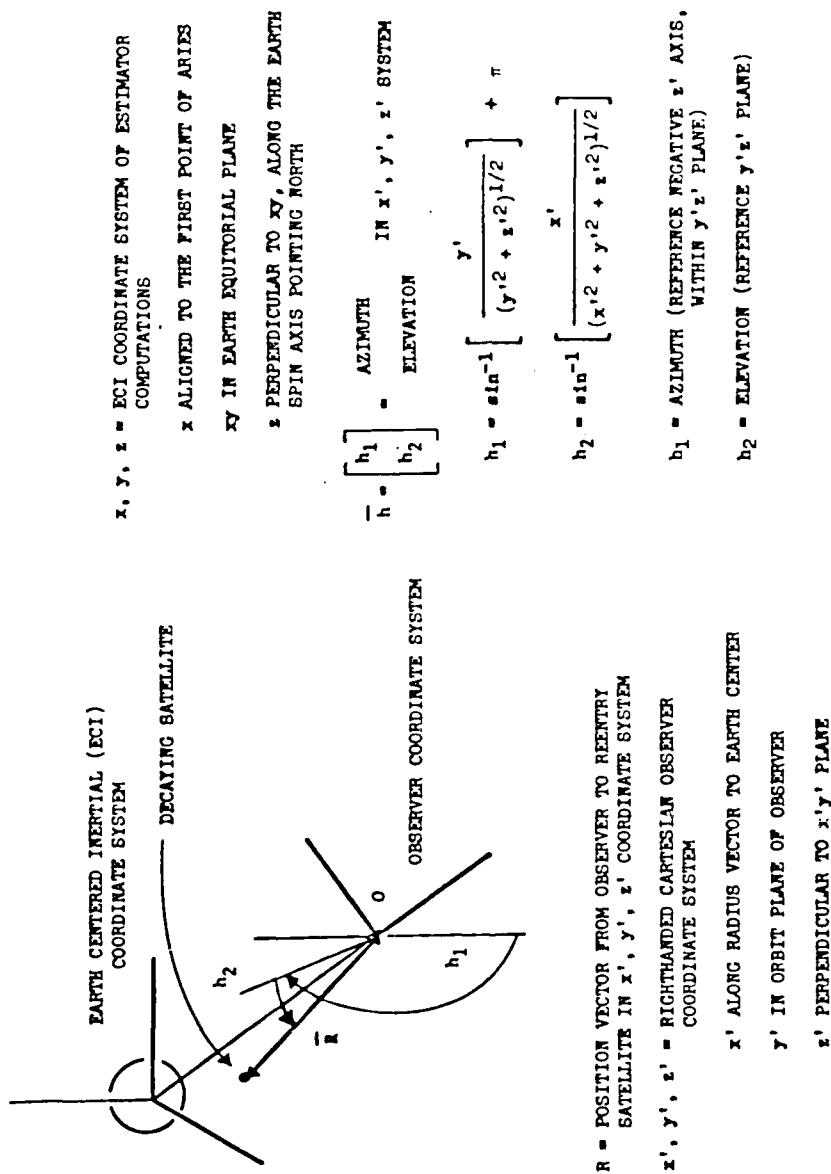 EARTH CENTERED INERTIAL (ECI)
COORDINATE SYSTEM
DECAYING SATELLITE
h2
R
O
OBSERVER COORDINATE SYSTEM
h1
R = POSITION VECTOR FROM OBSERVER TO REENTRY
SATELLITE IN x', y', z' COORDINATE SYSTEM
x', y', z' = RIGHTHANDED CARTESIAN OBSERVER
COORDINATE SYSTEM
x' ALONG RADIUS VECTOR TO EARTH CENTER
y' IN ORBIT PLANE OF OBSERVER
z' PERPENDICULAR TO x'y' PLANE
x, y, z = ECI COORDINATE SYSTEM OF ESTIMATOR
COMPUTATIONS
x ALIGNED TO THE FIRST POINT OF ARIES
xy IN EARTH EQUITORIAL PLANE
z PERPENDICULAR TO xy, ALONG THE EARTH
SPIN AXIS POINTING NORTH
h̄ = [h1 h2] = AZIMUTH ELEVATION IN x', y', z' SYSTEM
h1 = sin⁻¹ [y' / (y'² + z'²)^1/2] + π
h2 = sin⁻¹ [x' / (x'² + y'² + z'²)^1/2]
h1 = AZIMUTH (REFERENCE NEGATIVE z' AXIS,
WITHIN y'z' PLANE)
h2 = ELEVATION (REFERENCE y'z' PLANE)